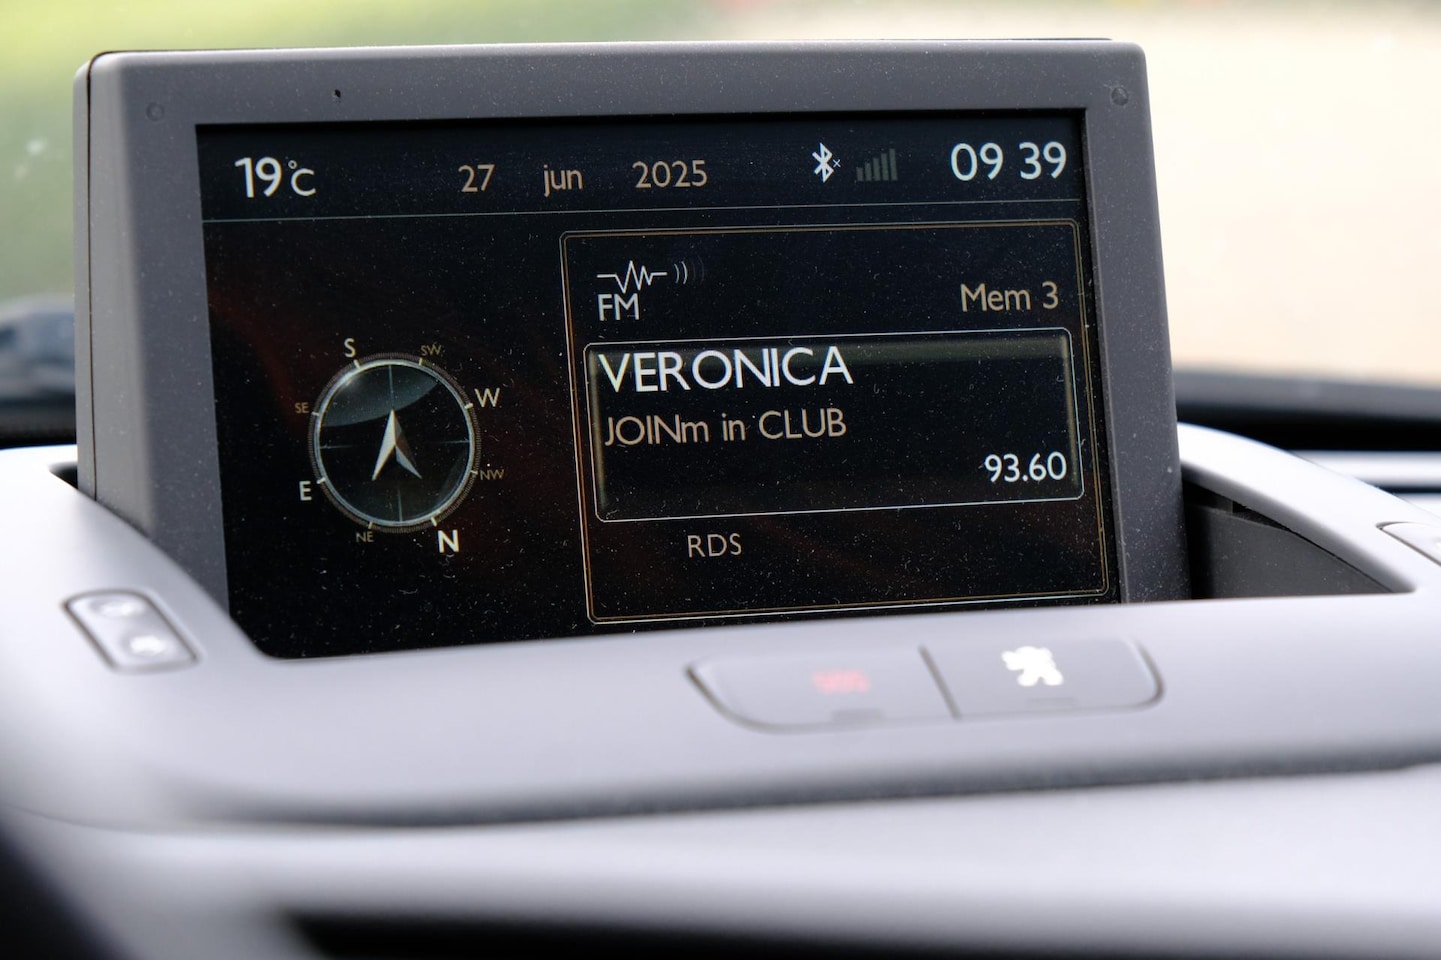 19°C 27 jun 2025 09 39
FM
Mem 3
VERONICA
JOINm in CLUB
93.60
RDS
S
SW
SE
W
E
NW
NE
N